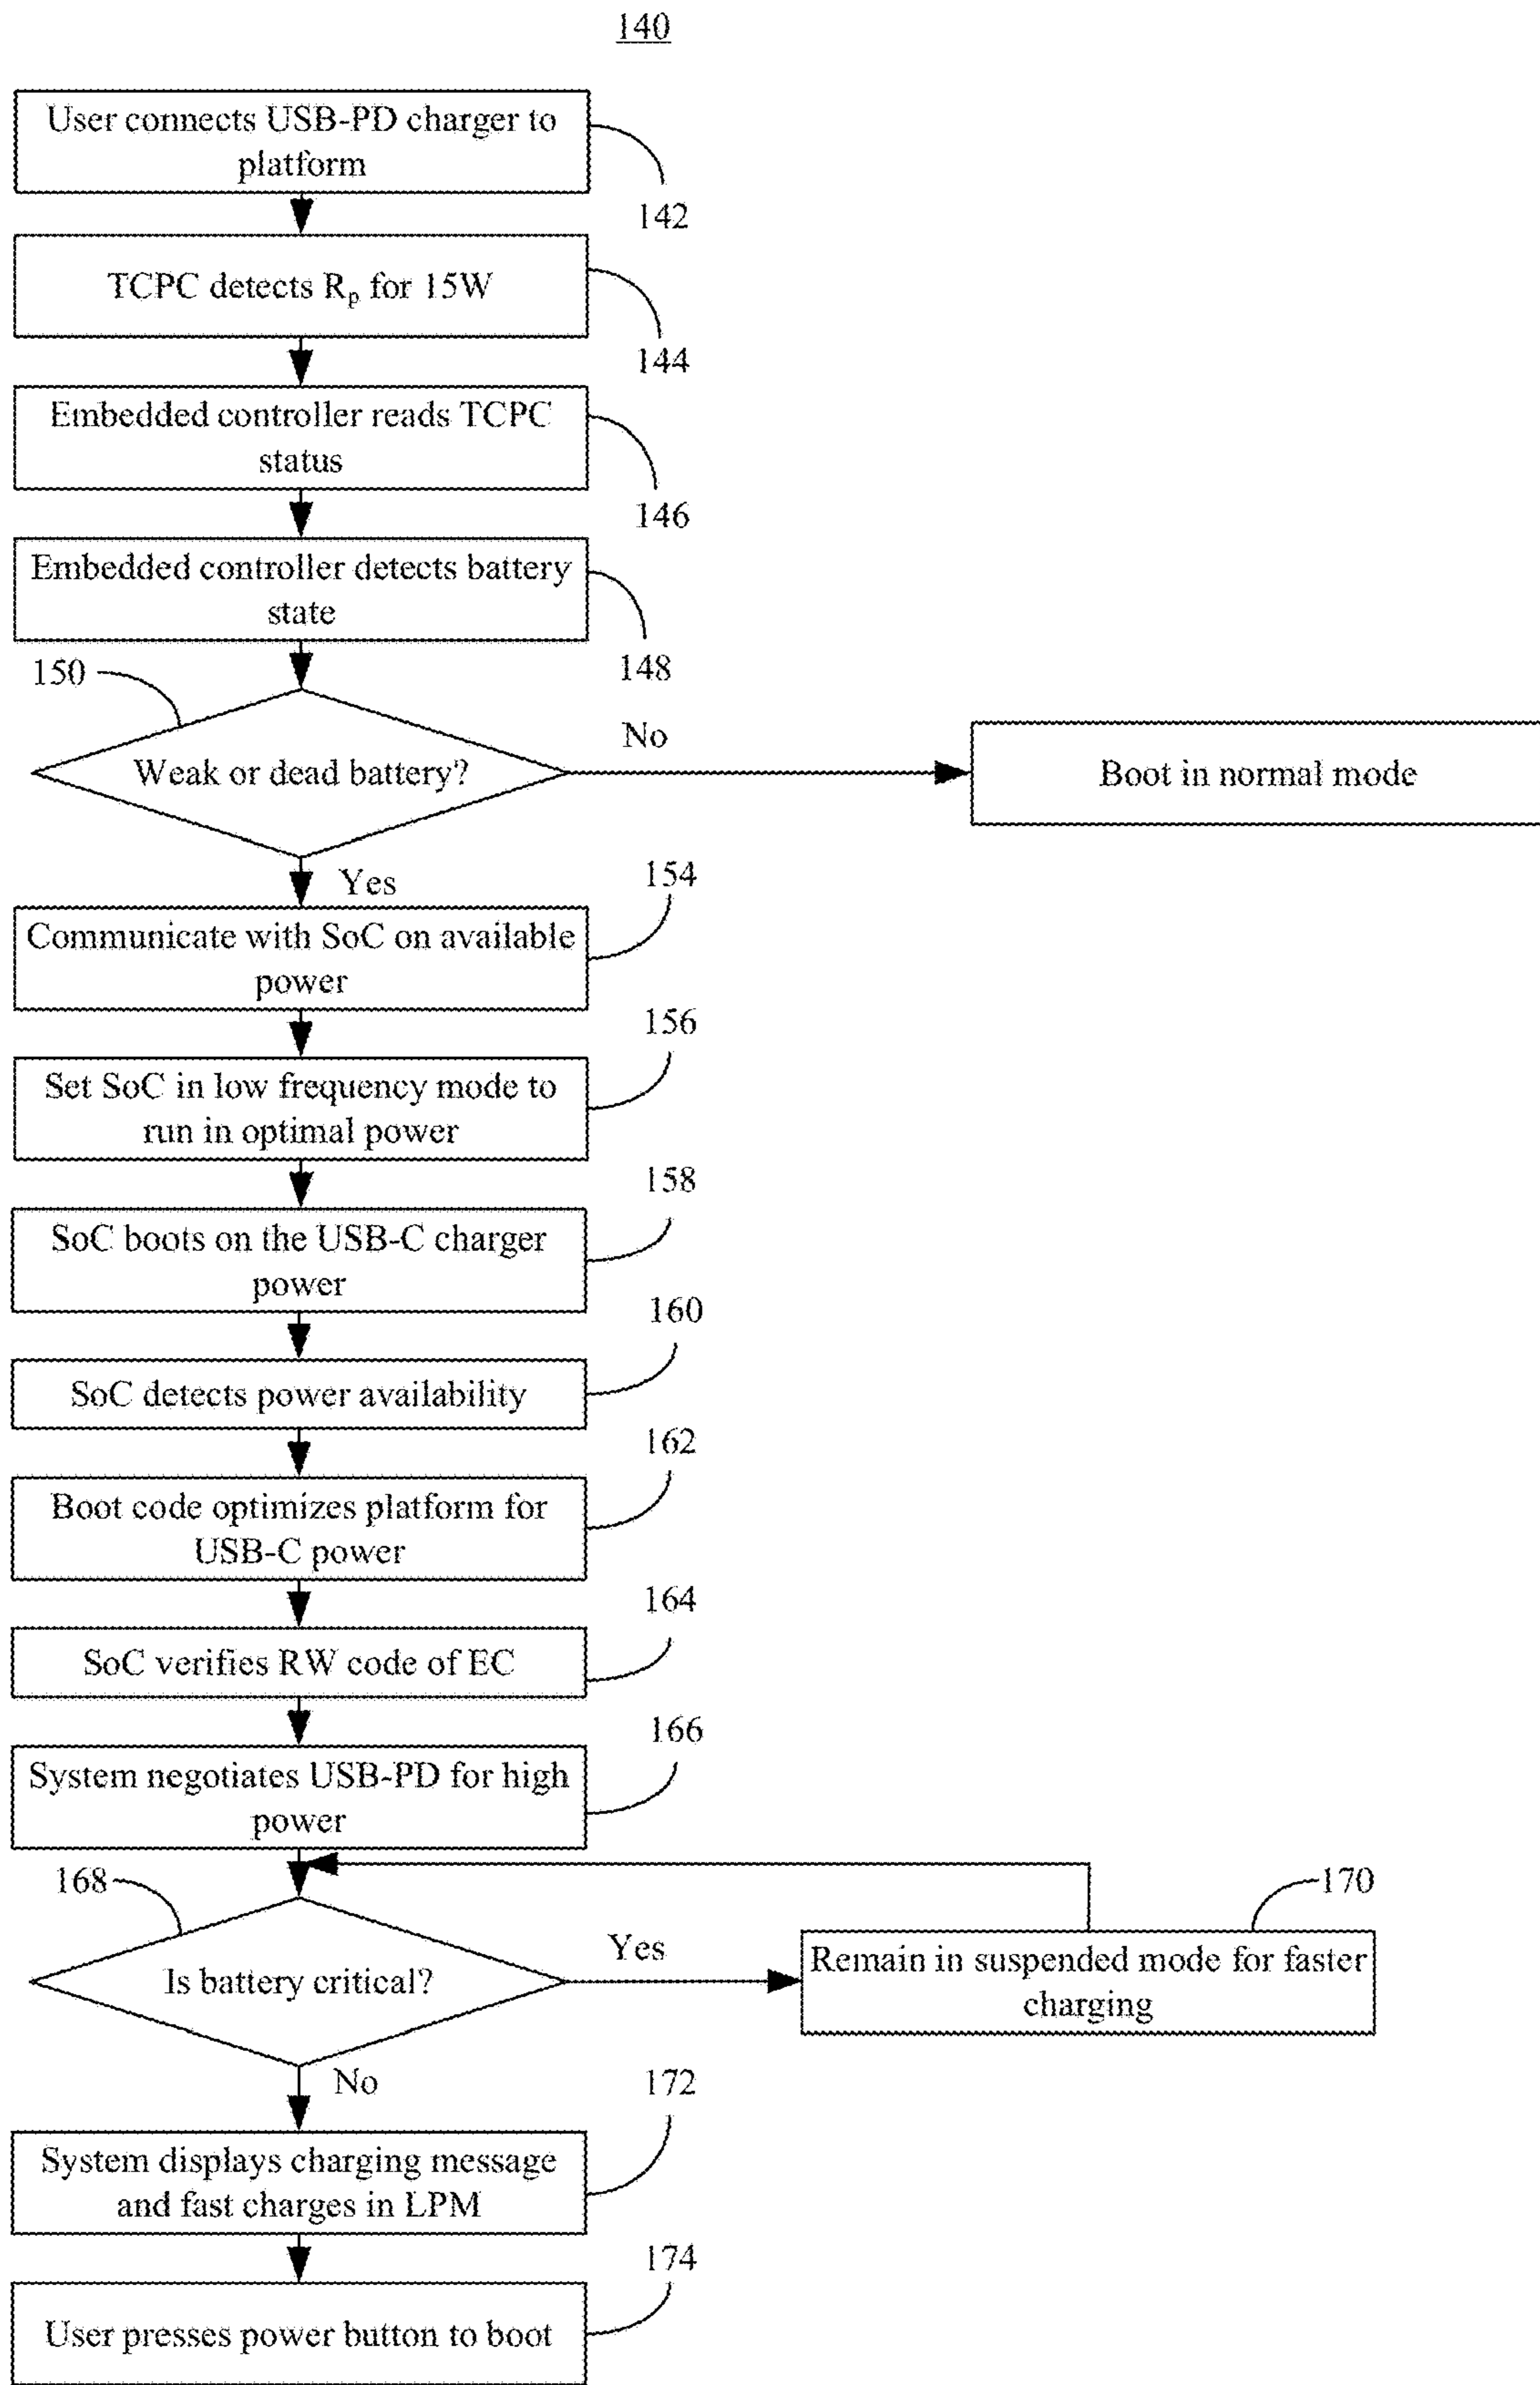 140
User connects USB-PD charger to
platform
142
TCPC detects Rp for 15W
144
Embedded controller reads TCPC
status
146
Embedded controller detects battery
state
148
150
Weak or dead battery?
No
Boot in normal mode
Yes
154
Communicate with SoC on available
power
156
Set SoC in low frequency mode to
run in optimal power
158
SoC boots on the USB-C charger
power
160
SoC detects power availability
162
Boot code optimizes platform for
USB-C power
164
SoC verifies RW code of EC
166
System negotiates USB-PD for high
power
168
Is battery critical?
Yes
170
Remain in suspended mode for faster
charging
No
172
System displays charging message
and fast charges in LPM
174
User presses power button to boot